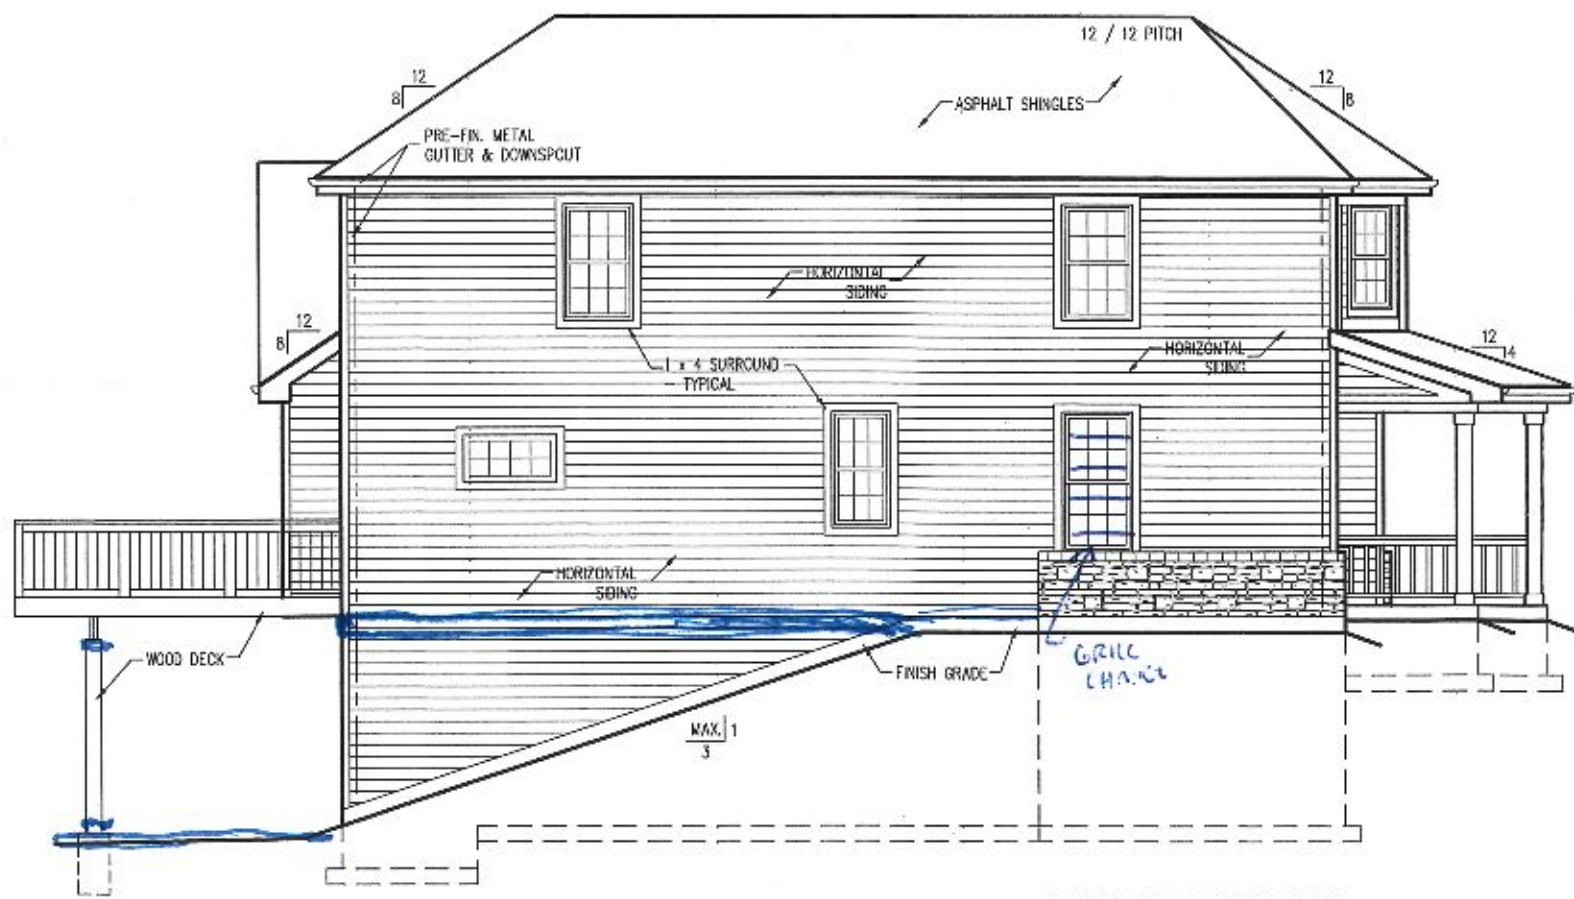 12 / 12 PITCH
12
8
12
8
ASPHALT SHINGLES
PRE-FIN. METAL
GUTTER & DOWNSPOUT
HORIZONTAL
SIDING
12
8
12
4
HORIZONTAL
SIDING
1 x 4 SURROUND
- TYPICAL
HORIZONTAL
SIDING
WOOD DECK
FINISH GRADE
GRILL
MAX. 1
3